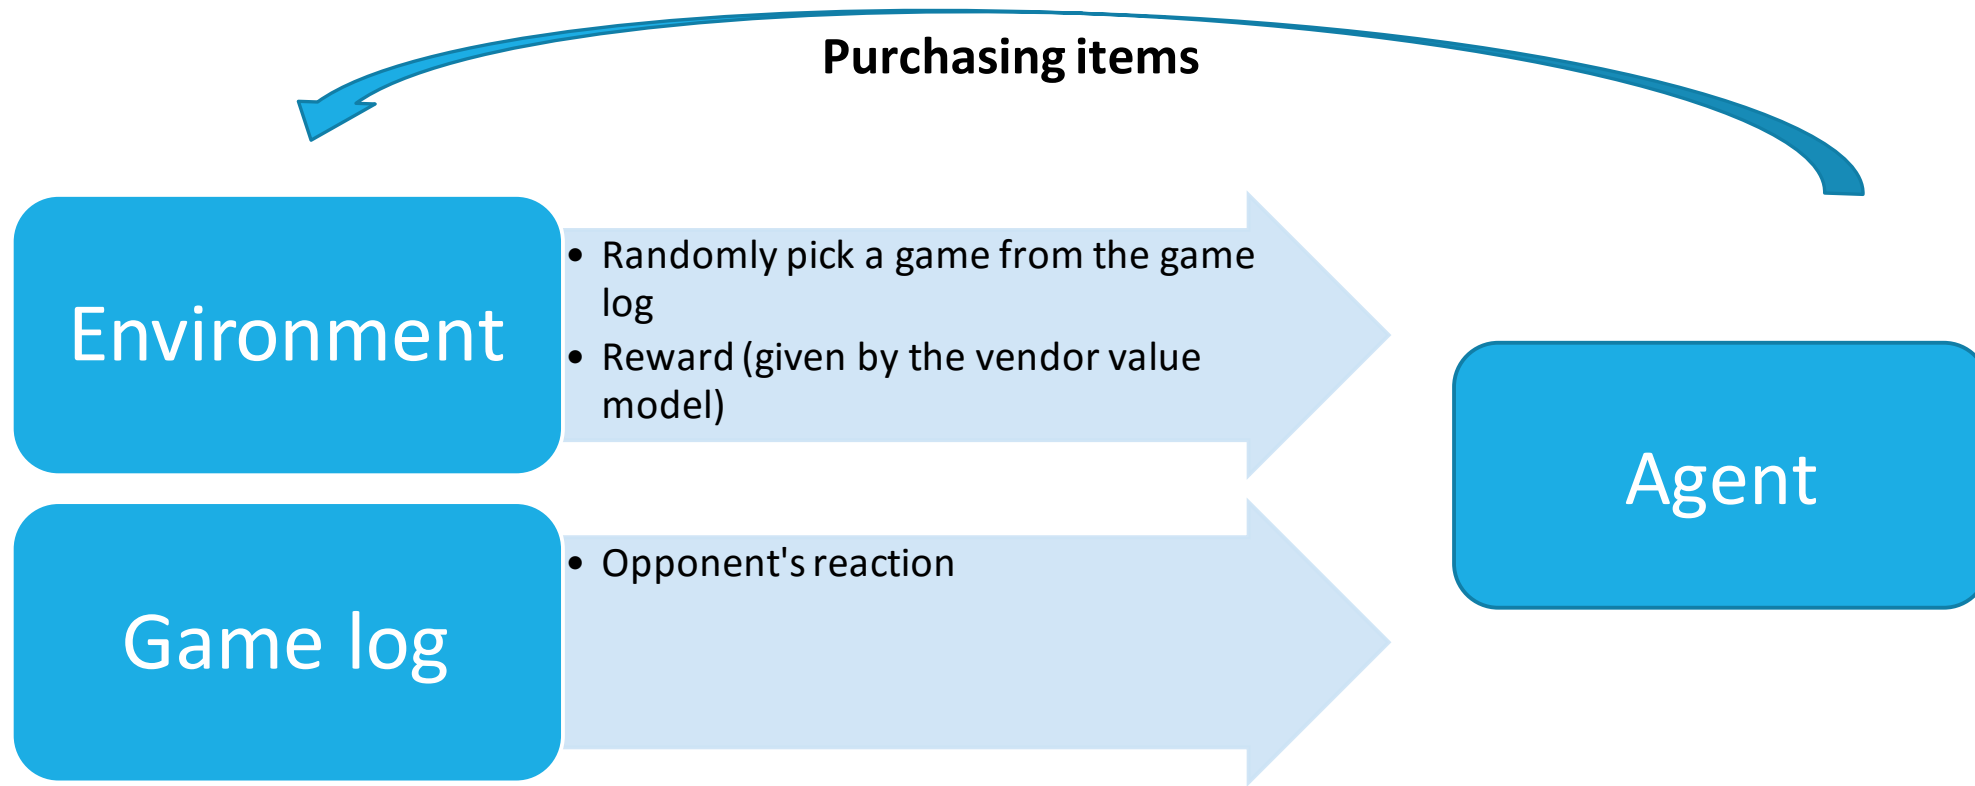 Purchasing items
Environment
• Randomly pick a game from the game
log
• Reward (given by the vendor value
model)
Agent
Game log
• Opponent's reaction